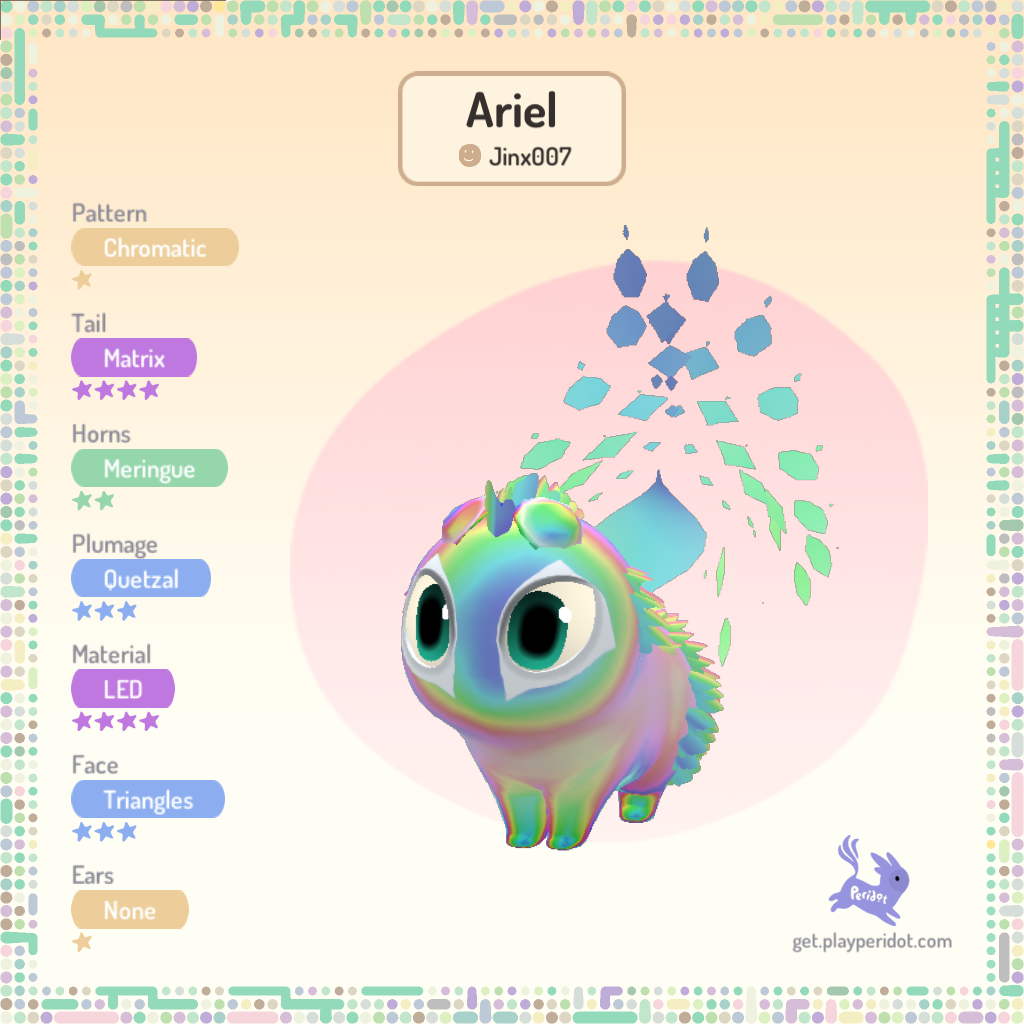 Ariel
Jinx007
Pattern
Chromatic
Tail
Matrix
Horns
Meringue
Plumage
Quetzal
Material
LED
Face
Triangles
Ears
None
Peridot
get.playperidot.com